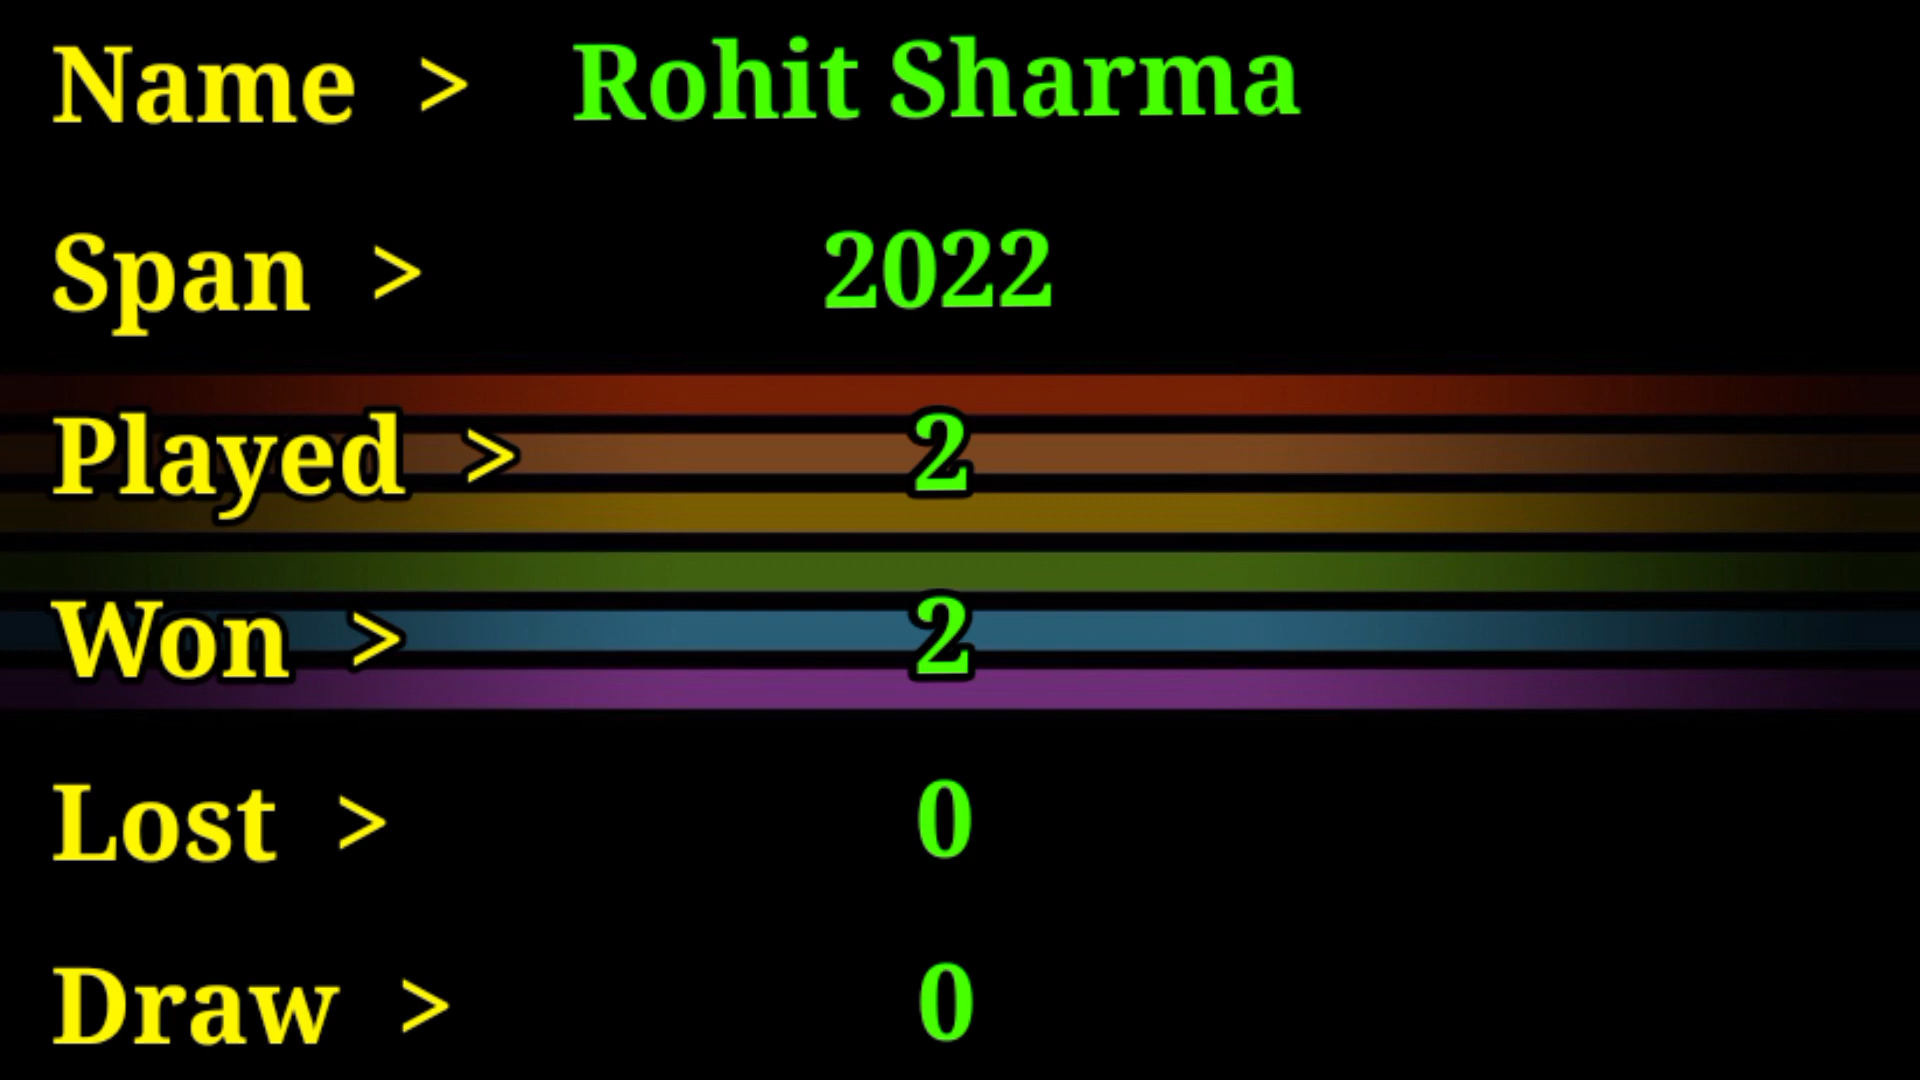 Name > Rohit Sharma
Span > 2022
Played > 2
Won > 2
Lost > 0
Draw > 0